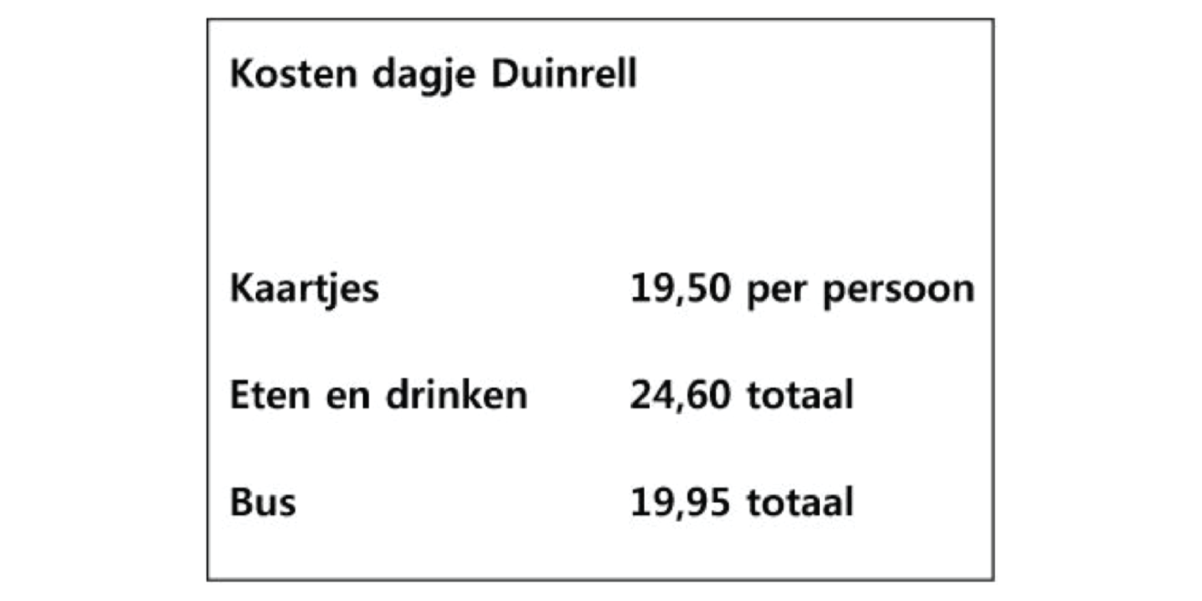 Kosten dagje Duinrell
Kaartjes 19,50 per persoon
Eten en drinken 24,60 totaal
Bus 19,95 totaal